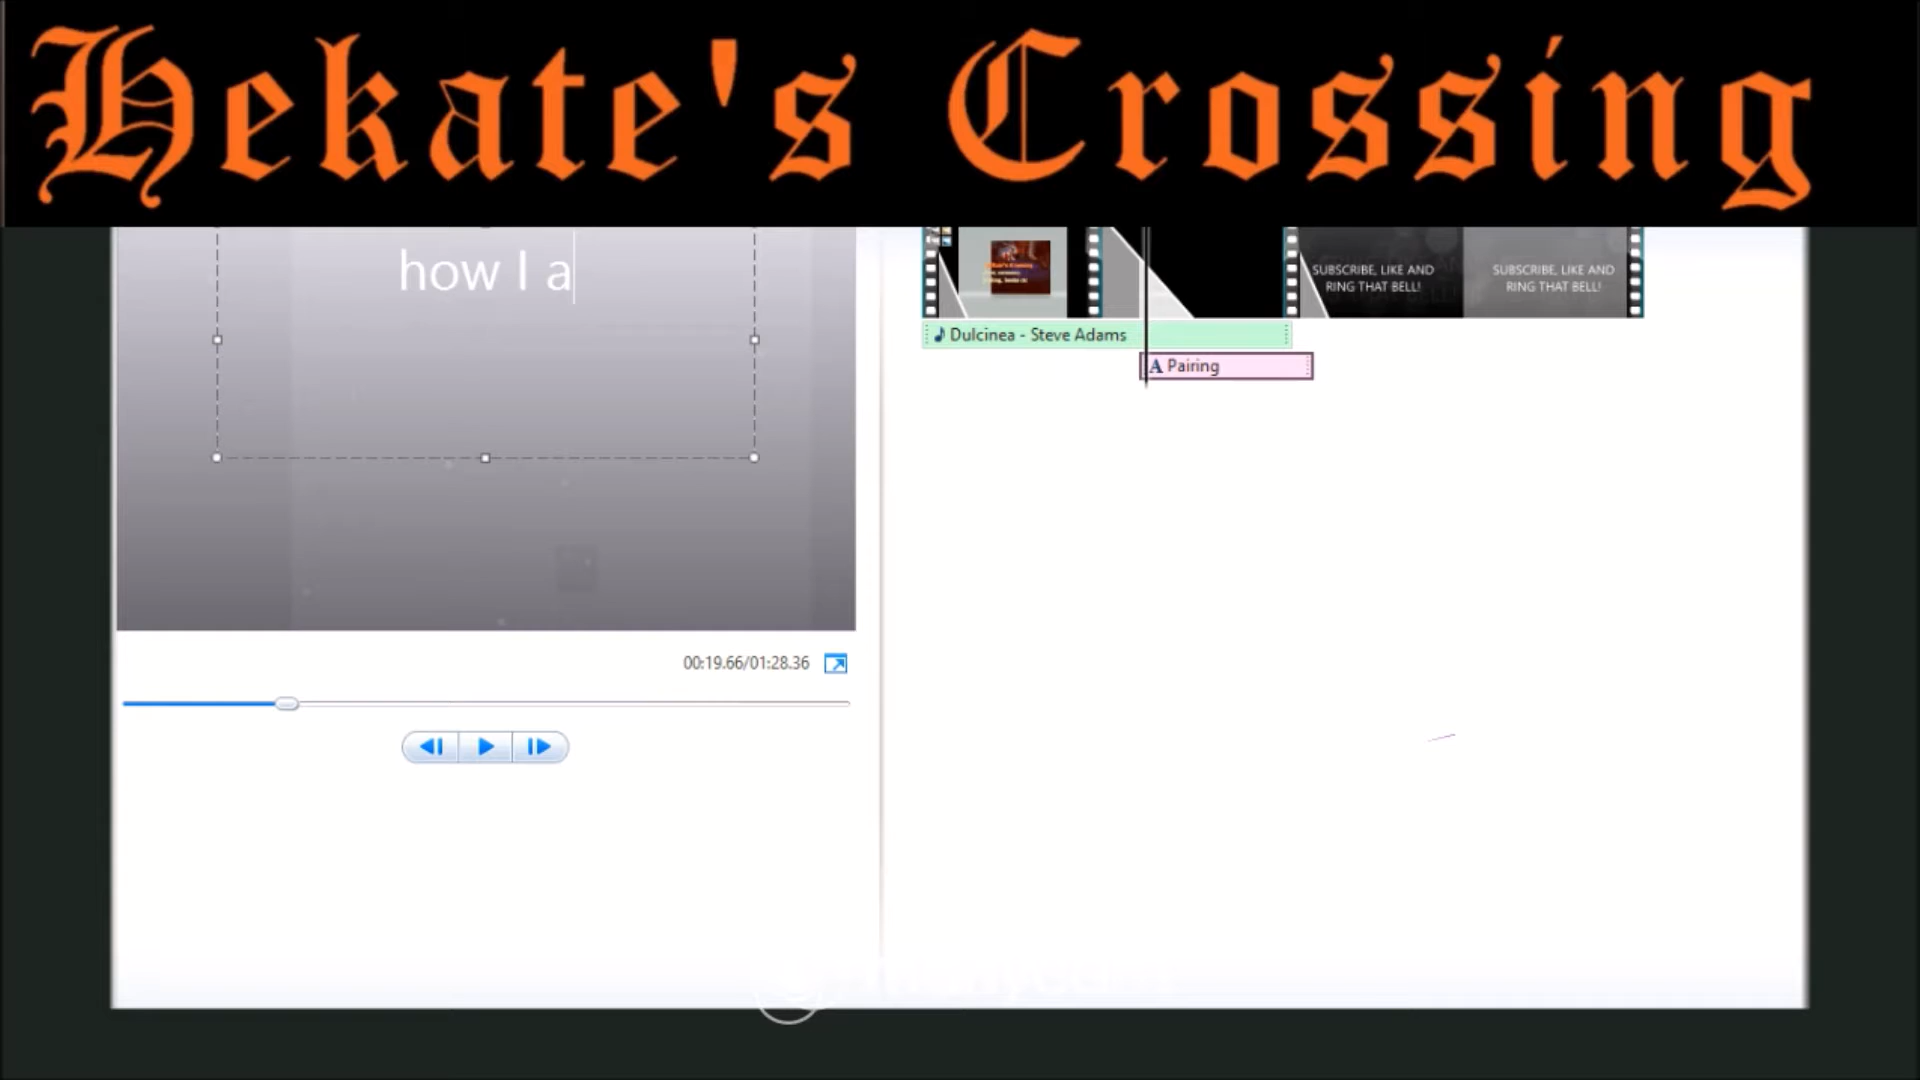 Hekate's Crossing
how I a
SUBSCRIBE, LIKE AND
RING THAT BELL!
SUBSCRIBE, LIKE AND
RING THAT BELL!
Dulcinea - Steve Adams
A Pairing
00:19.66/01:28.36